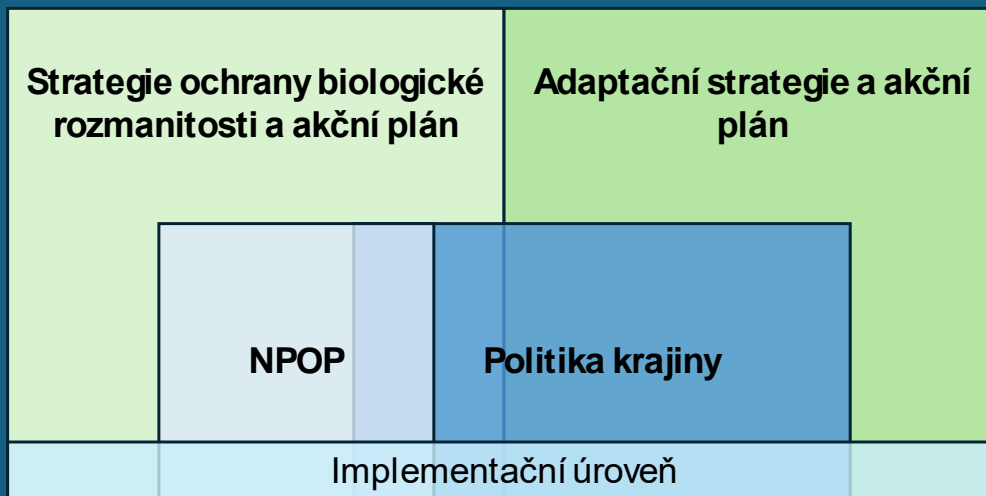 Strategie ochrany biologické
rozmanitosti a akční plán
Adaptační strategie a akční
plán
NPOP
Politika krajiny
Implementační úroveň